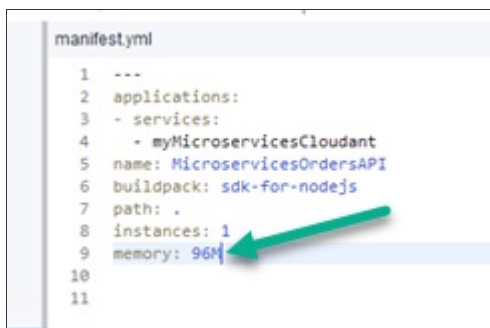 manifest.yml
1 ---
2 applications:
3 - services:
4 - myMicroservicesCloudant
5 name: MicroservicesOrdersAPI
6 buildpack: sdk-for-nodejs
7 path: .
8 instances: 1
9 memory: 96M
10
11